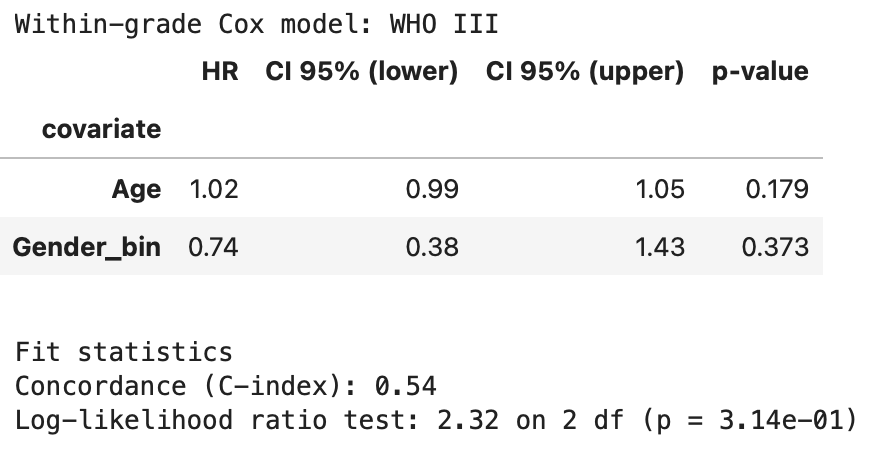 Within-grade Cox model: WHO III
HR CI 95% (lower) CI 95% (upper) p-value
covariate
Age 1.02 0.99 1.05 0.179
Gender_bin 0.74 0.38 1.43 0.373
Fit statistics
Concordance (C-index): 0.54
Log-likelihood ratio test: 2.32 on 2 df (p = 3.14e-01)